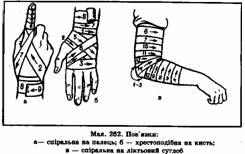 а
б
в
Мал. 262. Пов'язки:
а— спіральна на палець; б — хрестоподібна на кисть;
в — спіральна на ліктьовий суглоб